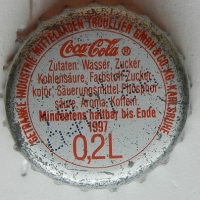 GETRÄNKE INDUSTRIE MITTELBADEN TROULLIER GMBH & CO. KG · KARLSRUHE
Coca-Cola ®
Zutaten: Wasser, Zucker,
Kohlensäure, Farbstoff Zucker-
kolör, Säuerungsmittel Phosphor-
säure, Aroma, Koffein.
Mindestens haltbar bis Ende
1997
0,2L